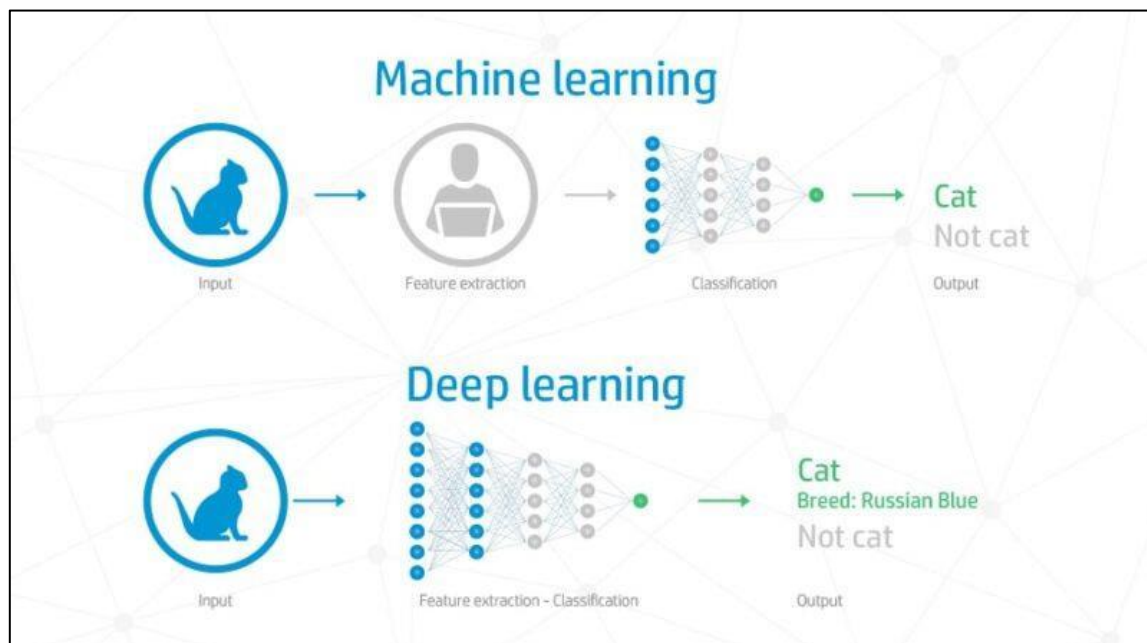 Machine learning
Input
Feature extraction
Classification
Cat
Not cat
Output
Deep learning
Input
Feature extraction - Classification
Cat
Breed: Russian Blue
Not cat
Output